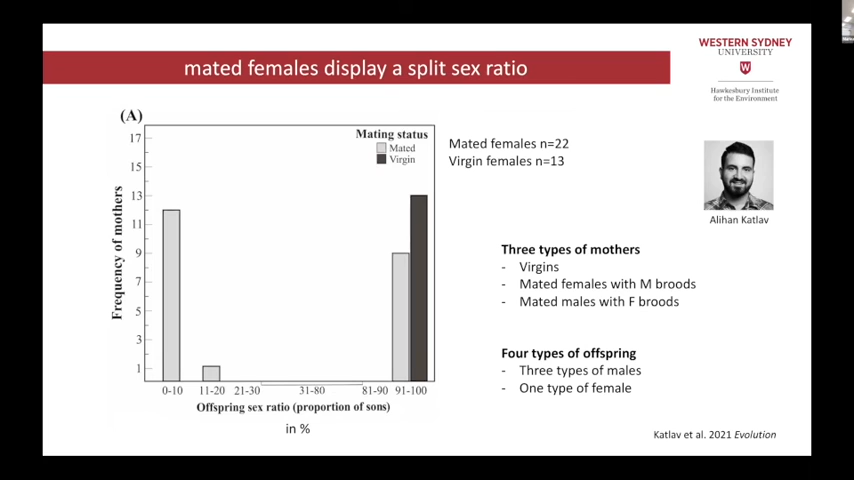 mated females display a split sex ratio
WESTERN SYDNEY
UNIVERSITY
W
Hawkesbury Institute
for the Environment
(A)
Mating status
Mated
Virgin
Frequency of mothers
17
15
13
11
9
7
5
3
1
0-10 11-20 21-30 31-80 81-90 91-100
Offspring sex ratio (proportion of sons)
in %
Mated females n=22
Virgin females n=13
Alihan Katlav
Three types of mothers
- Virgins
- Mated females with M broods
- Mated males with F broods
Four types of offspring
- Three types of males
- One type of female
Katlav et al. 2021 Evolution